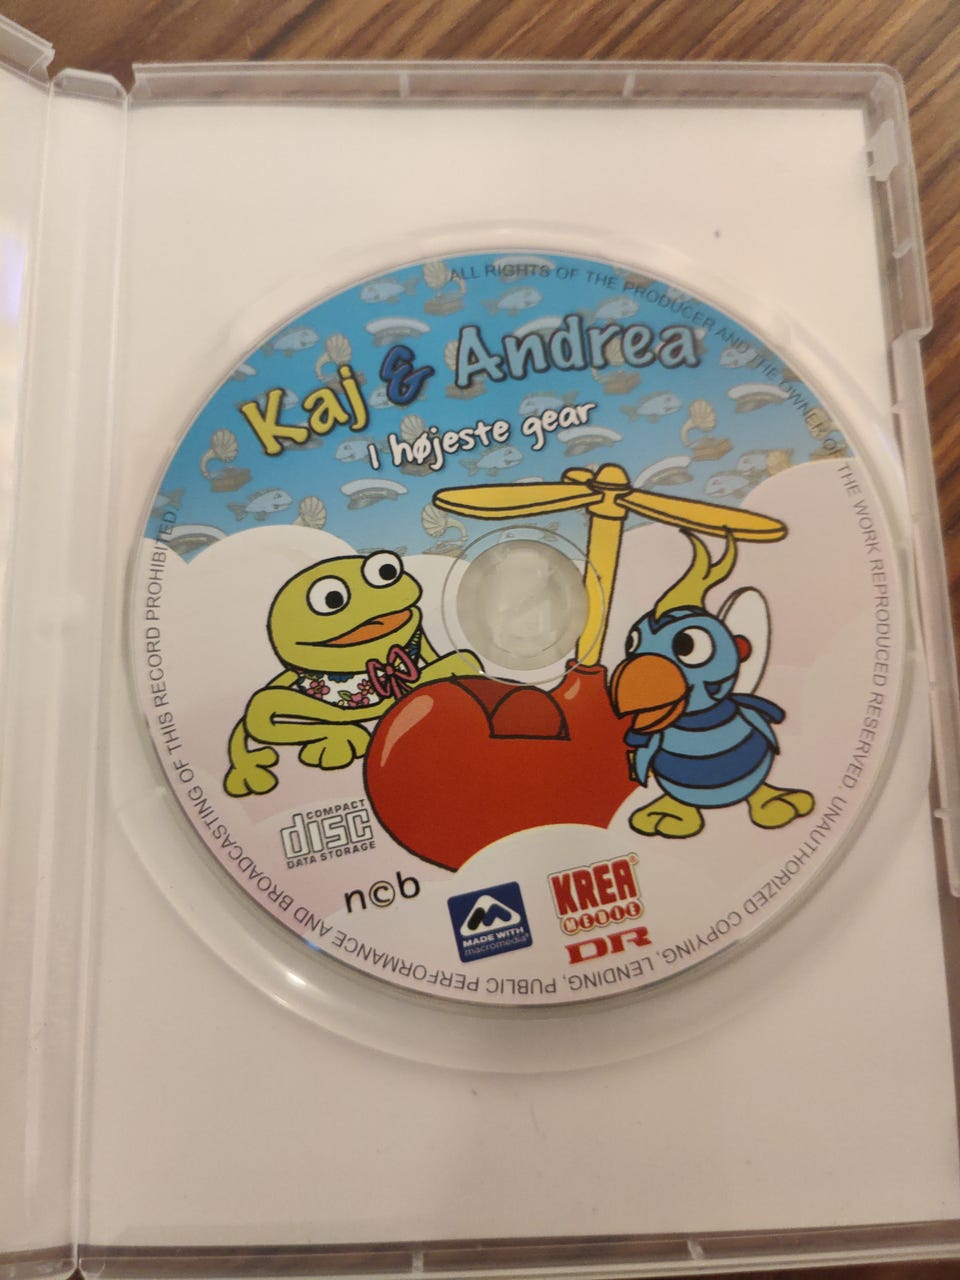 Kaj & Andrea
I højeste gear
COMPACT
disc
DATA STORAGE
n©b
MADE WITH
macromedia®
KREA®
MEDIE
DR
ALL RIGHTS OF THE PRODUCER AND THE OWNER OF THE WORK REPRODUCED RESERVED. UNAUTHORIZED COPYING, LENDING, PUBLIC PERFORMANCE AND BROADCASTING OF THIS RECORD PROHIBITED